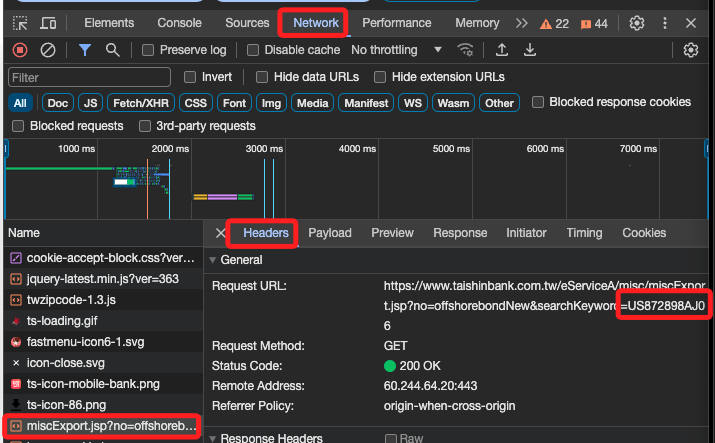 Elements Console Sources Network Performance Memory 22 44
Preserve log Disable cache No throttling
Filter Invert Hide data URLs Hide extension URLs
All Doc JS Fetch/XHR CSS Font Img Media Manifest WS Wasm Other Blocked response cookies
Blocked requests 3rd-party requests
1000 ms 2000 ms 3000 ms 4000 ms 5000 ms 6000 ms 7000 ms
Name Headers Payload Preview Response Initiator Timing Cookies
cookie-accept-block.css?ver…
jquery-latest.min.js?ver=363
twzipcode-1.3.js
ts-loading.gif
fastmenu-icon6-1.svg
icon-close.svg
ts-icon-mobile-bank.png
ts-icon-86.png
miscExport.jsp?no=offshoreb…
General
Request URL: https://www.taishinbank.com.tw/eServiceA/misc/miscExpor
t.jsp?no=offshorebondNew&searchKeyword=US872898AJ0
6
Request Method: GET
Status Code: 200 OK
Remote Address: 60.244.64.20:443
Referrer Policy: origin-when-cross-origin
Response Headers Raw